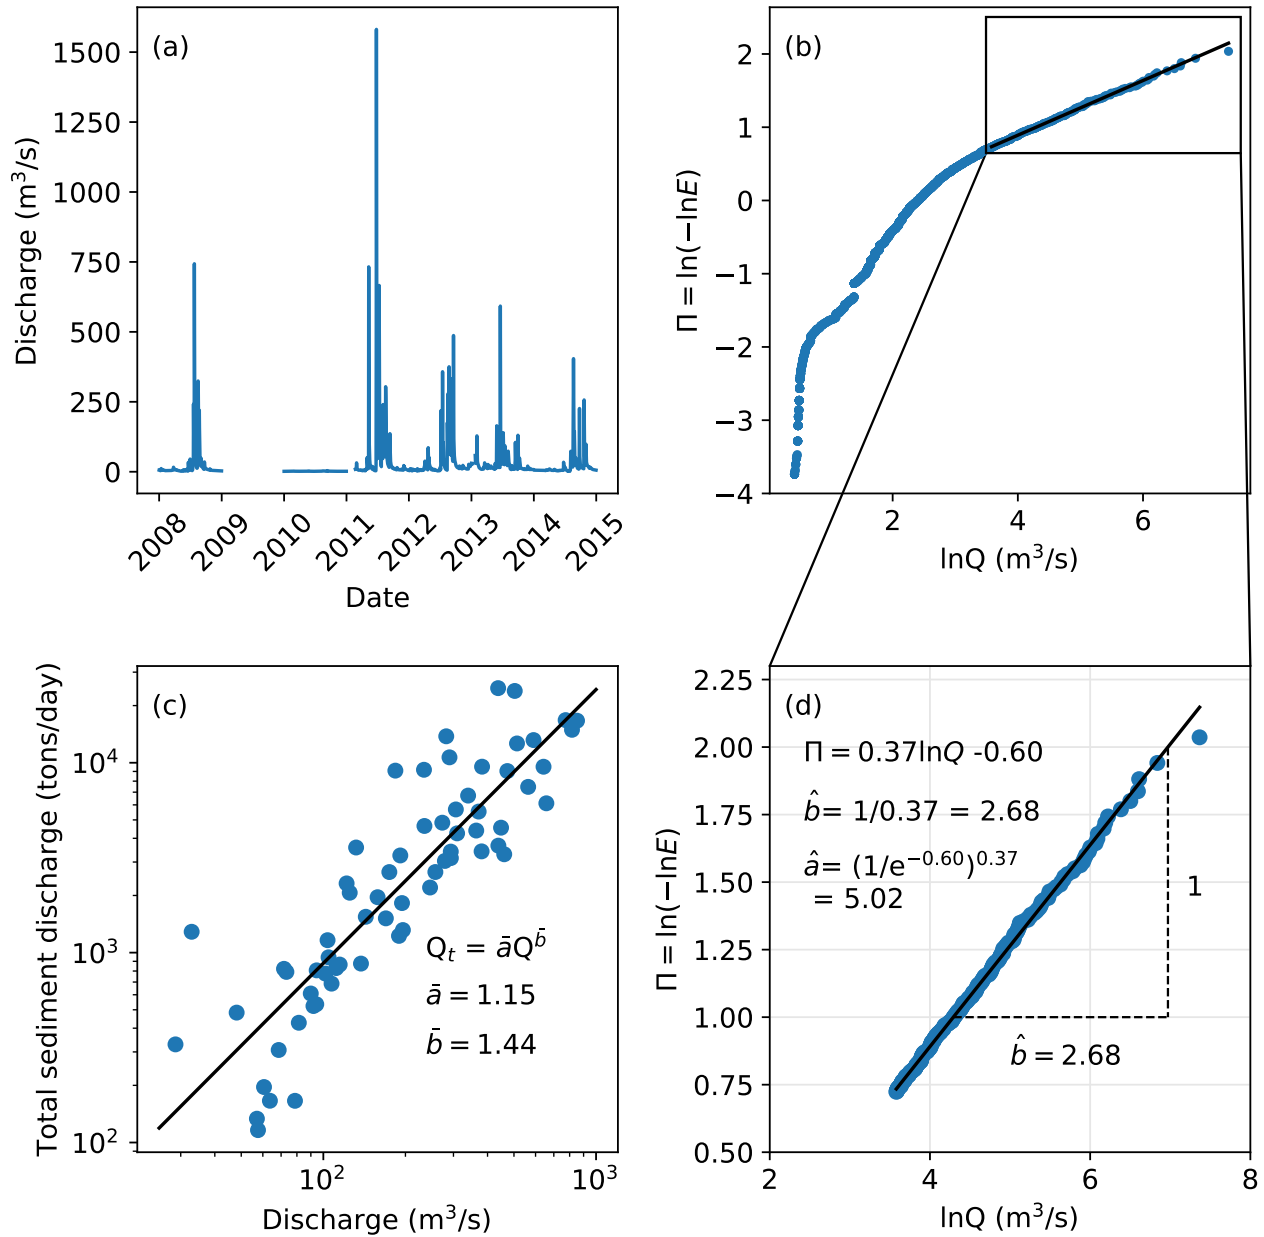 (a)
1500
1250
1000
750
500
250
0
Discharge (m³/s)
2008 2009 2010 2011 2012 2013 2014 2015
Date
(b)
2
1
0
−1
−2
−3
−4
Π = ln(−lnE)
2 4 6
lnQ (m³/s)
(c)
10⁴
10³
10²
Total sediment discharge (tons/day)
Qₜ = āQ^b̄
ā = 1.15
b̄ = 1.44
10² 10³
Discharge (m³/s)
(d)
2.25
2.00
1.75
1.50
1.25
1.00
0.75
0.50
Π = ln(−lnE)
Π = 0.37lnQ -0.60
b̂= 1/0.37 = 2.68
â= (1/e⁻⁰·⁶⁰)⁰·³⁷
= 5.02
1
b̂ = 2.68
2 4 6 8
lnQ (m³/s)